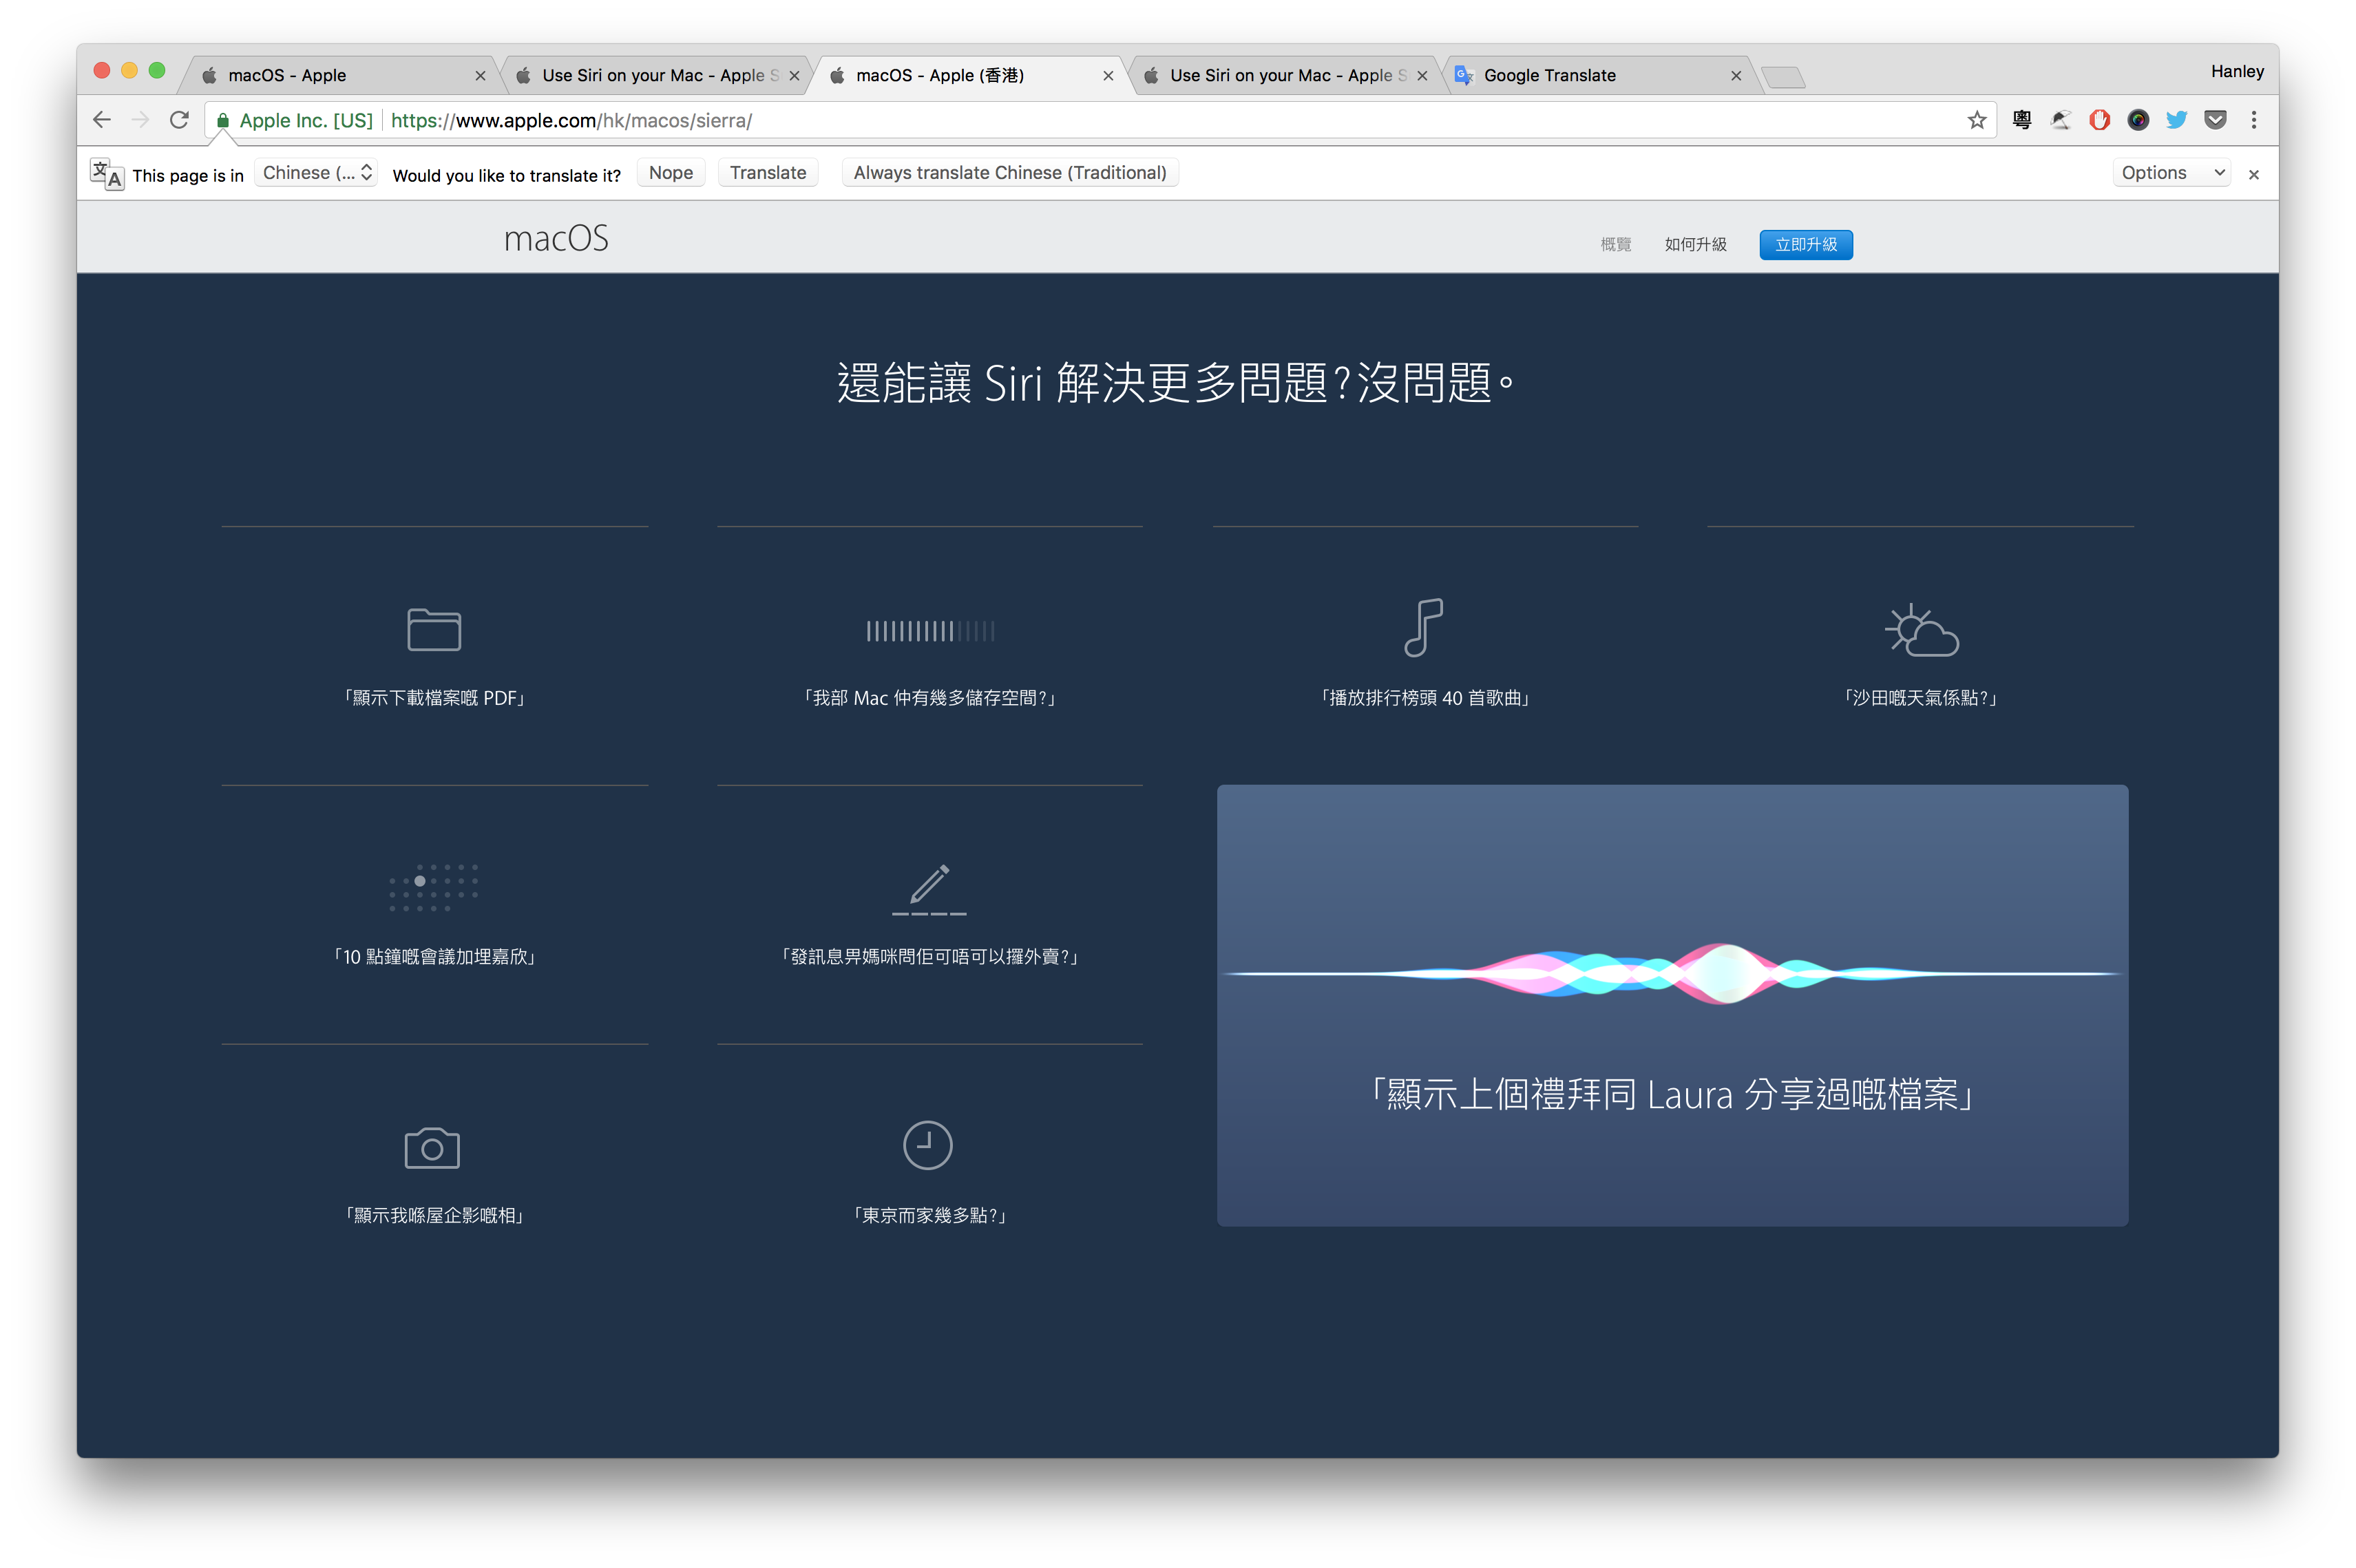 macOS - Apple
Use Siri on your Mac - Apple S
macOS - Apple (香港)
Use Siri on your Mac - Apple S
Google Translate
Hanley
Apple Inc. [US]
https://www.apple.com/hk/macos/sierra/
粵
This page is in
Chinese (...
Would you like to translate it?
Nope
Translate
Always translate Chinese (Traditional)
Options
macOS
概覽
如何升級
立即升級
還能讓 Siri 解決更多問題?沒問題。
「顯示下載檔案嘅 PDF」
「我部 Mac 仲有幾多儲存空間?」
「播放排行榜頭 40 首歌曲」
「沙田嘅天氣係點?」
「10 點鐘嘅會議加埋嘉欣」
「發訊息畀媽咪問佢可唔可以攞外賣?」
「顯示上個禮拜同 Laura 分享過嘅檔案」
「顯示我喺屋企影嘅相」
「東京而家幾多點?」